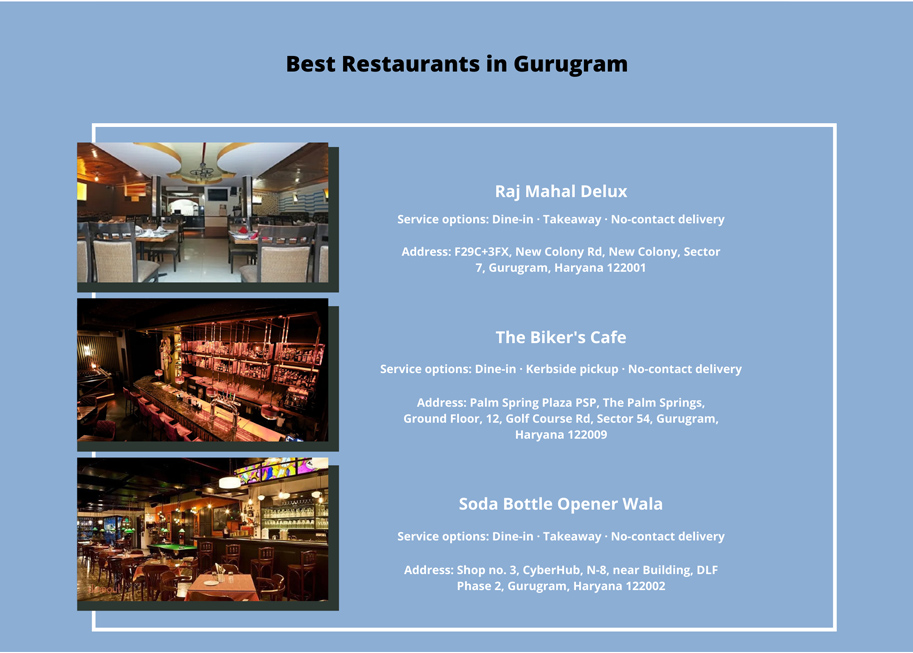 Best Restaurants in Gurugram
Raj Mahal Delux
Service options: Dine-in · Takeaway · No-contact delivery
Address: F29C+3FX, New Colony Rd, New Colony, Sector
7, Gurugram, Haryana 122001
The Biker's Cafe
Service options: Dine-in · Kerbside pickup · No-contact delivery
Address: Palm Spring Plaza PSP, The Palm Springs,
Ground Floor, 12, Golf Course Rd, Sector 54, Gurugram,
Haryana 122009
Soda Bottle Opener Wala
Service options: Dine-in · Takeaway · No-contact delivery
Address: Shop no. 3, CyberHub, N-8, near Building, DLF
Phase 2, Gurugram, Haryana 122002